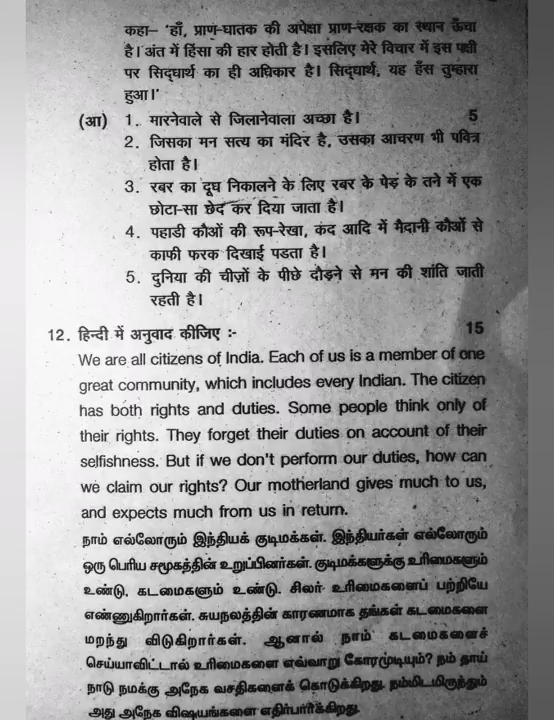 कहा– 'हाँ, प्राण-घातक की अपेक्षा प्राण-रक्षक का स्थान ऊँचा
है। अंत में हिंसा की हार होती है। इसलिए मेरे विचार में इस पक्षी
पर सिद्धार्थ का ही अधिकार है। सिद्धार्थ, यह हँस तुम्हारा
हुआ।'
(आ) 1. मारनेवाले से जिलानेवाला अच्छा है। 5
2. जिसका मन सत्य का मंदिर है, उसका आचरण भी पवित्र
होता है।
3. रबर का दूध निकालने के लिए रबर के पेड़ के तने में एक
छोटा-सा छेद कर दिया जाता है।
4. पहाडी कौओं की रूप-रेखा, कंद आदि में मैदानी कौओं से
काफी फरक दिखाई पडता है।
5. दुनिया की चीज़ों के पीछे दौड़ने से मन की शांति जाती
रहती है।
12. हिन्दी में अनुवाद कीजिए :- 15
We are all citizens of India. Each of us is a member of one
great community, which includes every Indian. The citizen
has both rights and duties. Some people think only of
their rights. They forget their duties on account of their
selfishness. But if we don't perform our duties, how can
we claim our rights? Our motherland gives much to us,
and expects much from us in return.
நாம் எல்லோரும் இந்தியக் குடிமக்கள். இந்தியர்கள் எல்லோரும்
ஒரு பெரிய சமூகத்தின் உறுப்பினர்கள். குடிமக்களுக்கு உரிமைகளும்
உண்டு, கடமைகளும் உண்டு. சிலர் உரிமைகளைப் பற்றியே
எண்ணுகிறார்கள். சுயநலத்தின் காரணமாக தங்கள் கடமைகளை
மறந்து விடுகிறார்கள். ஆனால் நாம் கடமைகளைச்
செய்யாவிட்டால் உரிமைகளை எவ்வாறு கோரமுடியும்? நம் தாய்
நாடு நமக்கு அநேக வசதிகளைக் கொடுக்கிறது. நம்மிடமிருந்தும்
அது அநேக விஷயங்களை எதிர்பார்க்கிறது.